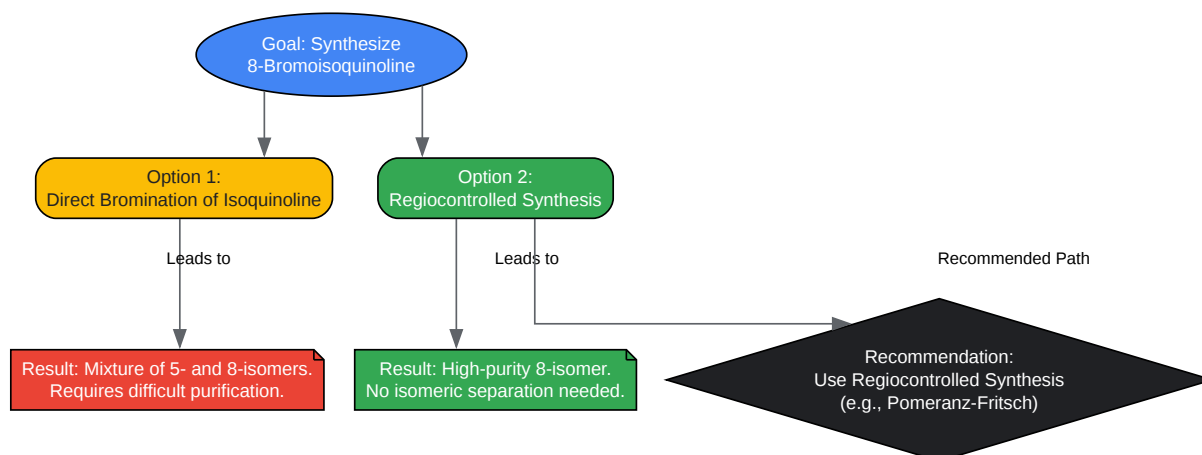 Goal: Synthesize
8-Bromoisoquinoline
Option 1:
Direct Bromination of Isoquinoline
Option 2:
Regiocontrolled Synthesis
Leads to
Leads to
Recommended Path
Result: Mixture of 5- and 8-isomers.
Requires difficult purification.
Result: High-purity 8-isomer.
No isomeric separation needed.
Recommendation:
Use Regiocontrolled Synthesis
(e.g., Pomeranz-Fritsch)